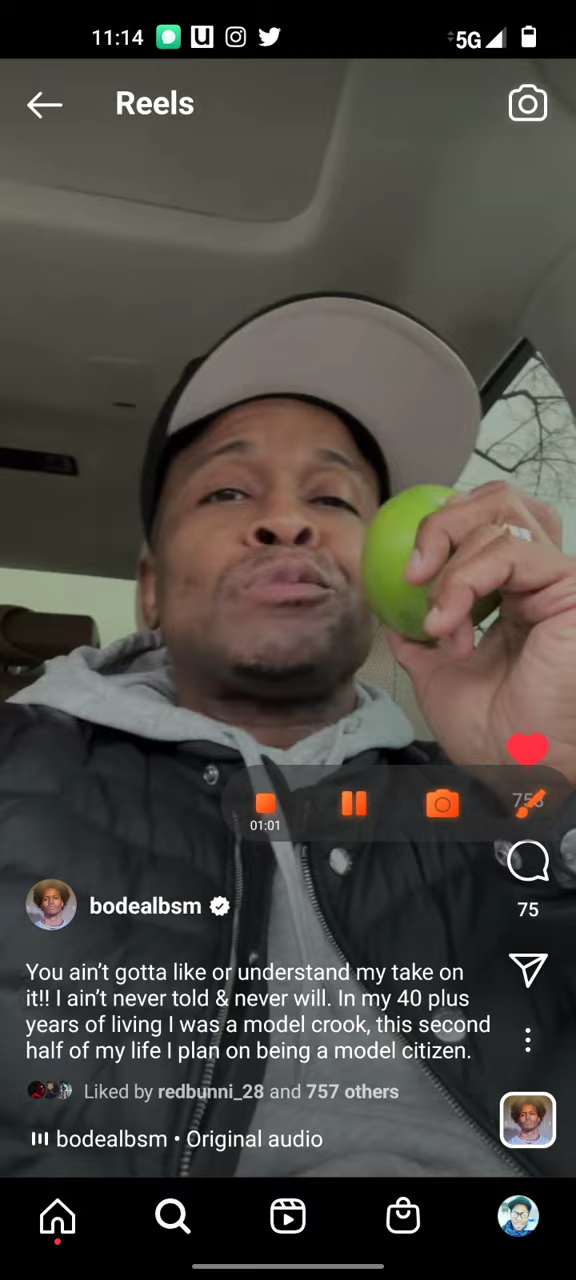 11:14
5G
Reels
758
01:01
75
bodealbsm
You ain’t gotta like or understand my take on
it!! I ain’t never told & never will. In my 40 plus
years of living I was a model crook, this second
half of my life I plan on being a model citizen.
Liked by redbunni_28 and 757 others
bodealbsm • Original audio